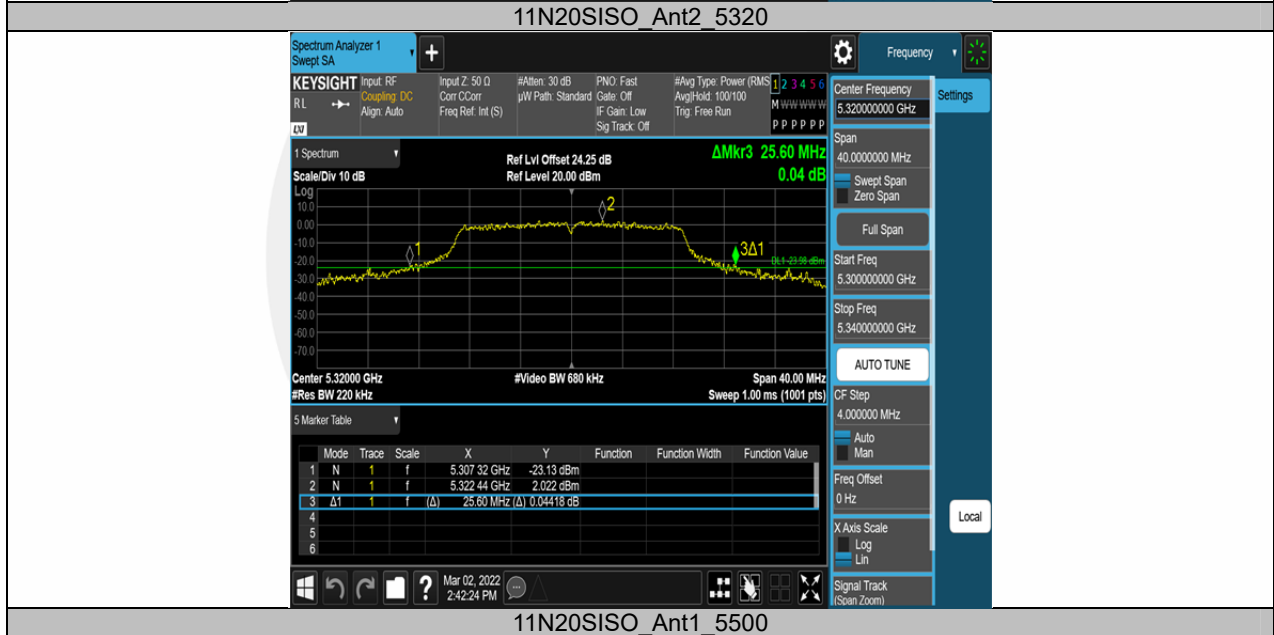 11N20SISO_Ant2_5320
Spectrum Analyzer 1
Swept SA
+
Frequency
KEYSIGHT Input: RF Input Z: 50 Ω #Atten: 30 dB PNO: Fast #Avg Type: Power (RMS 1 2 3 4 5 6
RL Coupling: DC Corr CCorr µW Path: Standard Gate: Off Avg|Hold: 100/100 M W W W W W
Align: Auto Freq Ref: Int (S) IF Gain: Low Trig: Free Run
LXI Sig Track: Off P P P P P P
Center Frequency
5.320000000 GHz
Settings
Span
40.0000000 MHz
Swept Span
Zero Span
Full Span
Start Freq
5.300000000 GHz
Stop Freq
5.340000000 GHz
AUTO TUNE
CF Step
4.000000 MHz
Auto
Man
Freq Offset
0 Hz
X Axis Scale
Log
Lin
Local
Signal Track
(Span Zoom)
1 Spectrum
Ref Lvl Offset 24.25 dB
ΔMkr3 25.60 MHz
Scale/Div 10 dB
Ref Level 20.00 dBm
0.04 dB
Log
10.0
0.00
-10.0
-20.0
-30.0
-40.0
-50.0
-60.0
-70.0
1
2
3Δ1
DL1 -23.98 dBm
Center 5.32000 GHz #Video BW 680 kHz Span 40.00 MHz
#Res BW 220 kHz Sweep 1.00 ms (1001 pts)
5 Marker Table
Mode Trace Scale X Y Function Function Width Function Value
1 N 1 f 5.307 32 GHz -23.13 dBm
2 N 1 f 5.322 44 GHz 2.022 dBm
3 Δ1 1 f (Δ) 25.60 MHz (Δ) 0.04418 dB
4
5
6
?
Mar 02, 2022
2:42:24 PM
11N20SISO_Ant1_5500